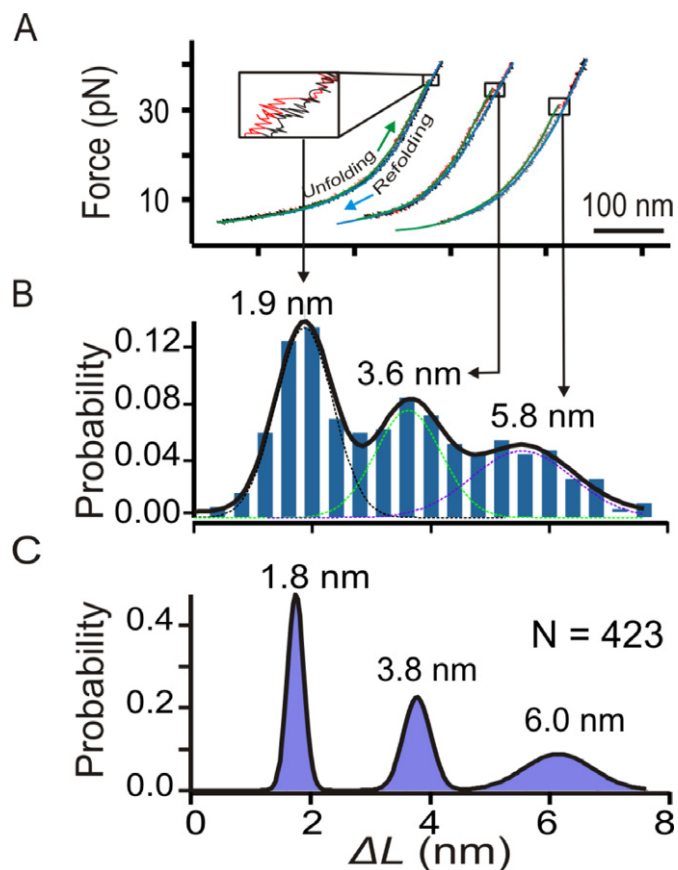 A
Force (pN)
30
10
Unfolding
Refolding
100 nm
B
Probability
0.12
0.08
0.04
0.00
1.9 nm
3.6 nm
5.8 nm
C
Probability
0.4
0.2
0.0
1.8 nm
3.8 nm
6.0 nm
N = 423
0 2 4 6 8
ΔL (nm)